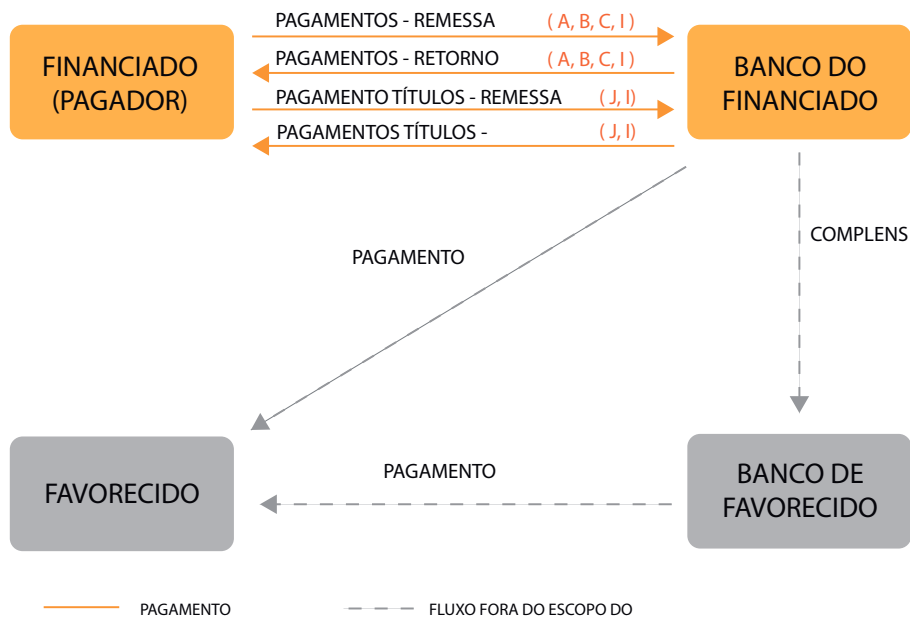 PAGAMENTOS - REMESSA ( A, B, C, I )
PAGAMENTOS - RETORNO ( A, B, C, I )
PAGAMENTO TÍTULOS - REMESSA ( J, I)
PAGAMENTOS TÍTULOS - ( J, I)
FINANCIADO
(PAGADOR)
BANCO DO
FINANCIADO
COMPLENS
PAGAMENTO
FAVORECIDO
PAGAMENTO
BANCO DE
FAVORECIDO
PAGAMENTO
FLUXO FORA DO ESCOPO DO